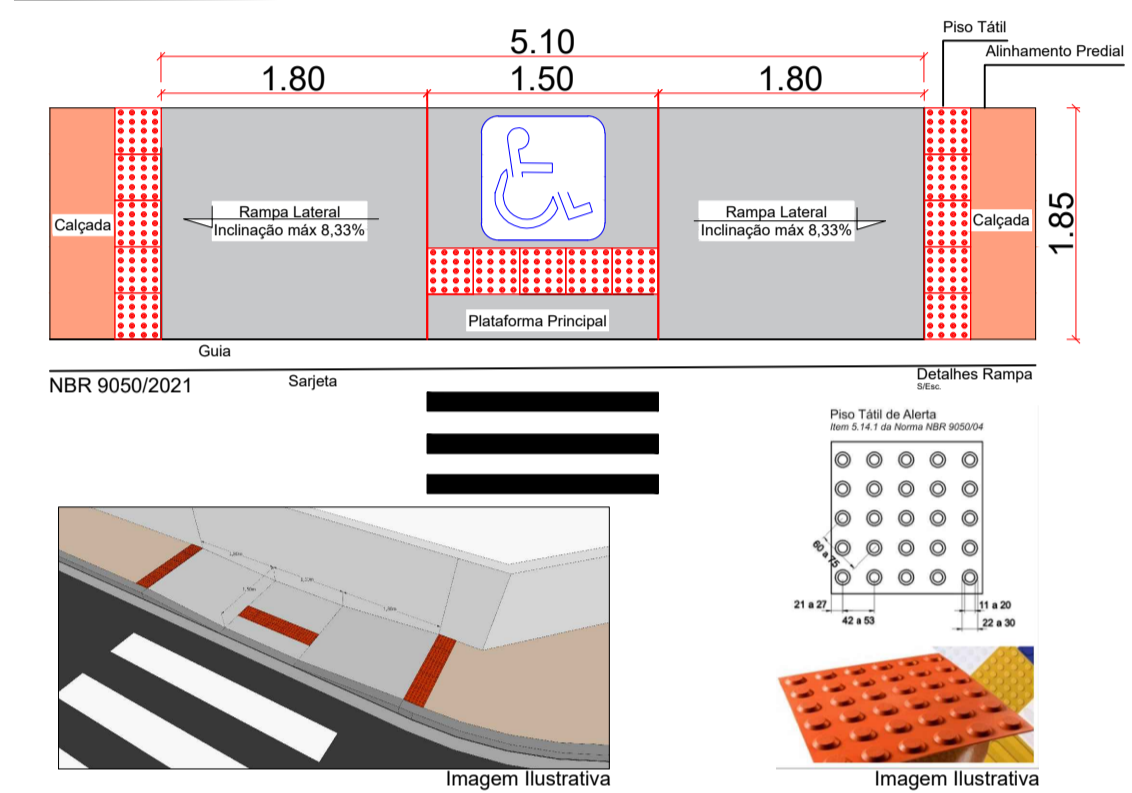 Piso Tátil
Alinhamento Predial
5.10
1.80
1.50
1.80
Calçada
Rampa Lateral
Inclinação máx 8,33%
Rampa Lateral
Inclinação máx 8,33%
Calçada
1.85
Plataforma Principal
Guia
NBR 9050/2021
Sarjeta
Detalhes Rampa
S/Esc.
Piso Tátil de Alerta
Item 5.14.1 da Norma NBR 9050/04
60 a 75
21 a 27
42 a 53
11 a 20
22 a 30
Imagem Ilustrativa
Imagem Ilustrativa